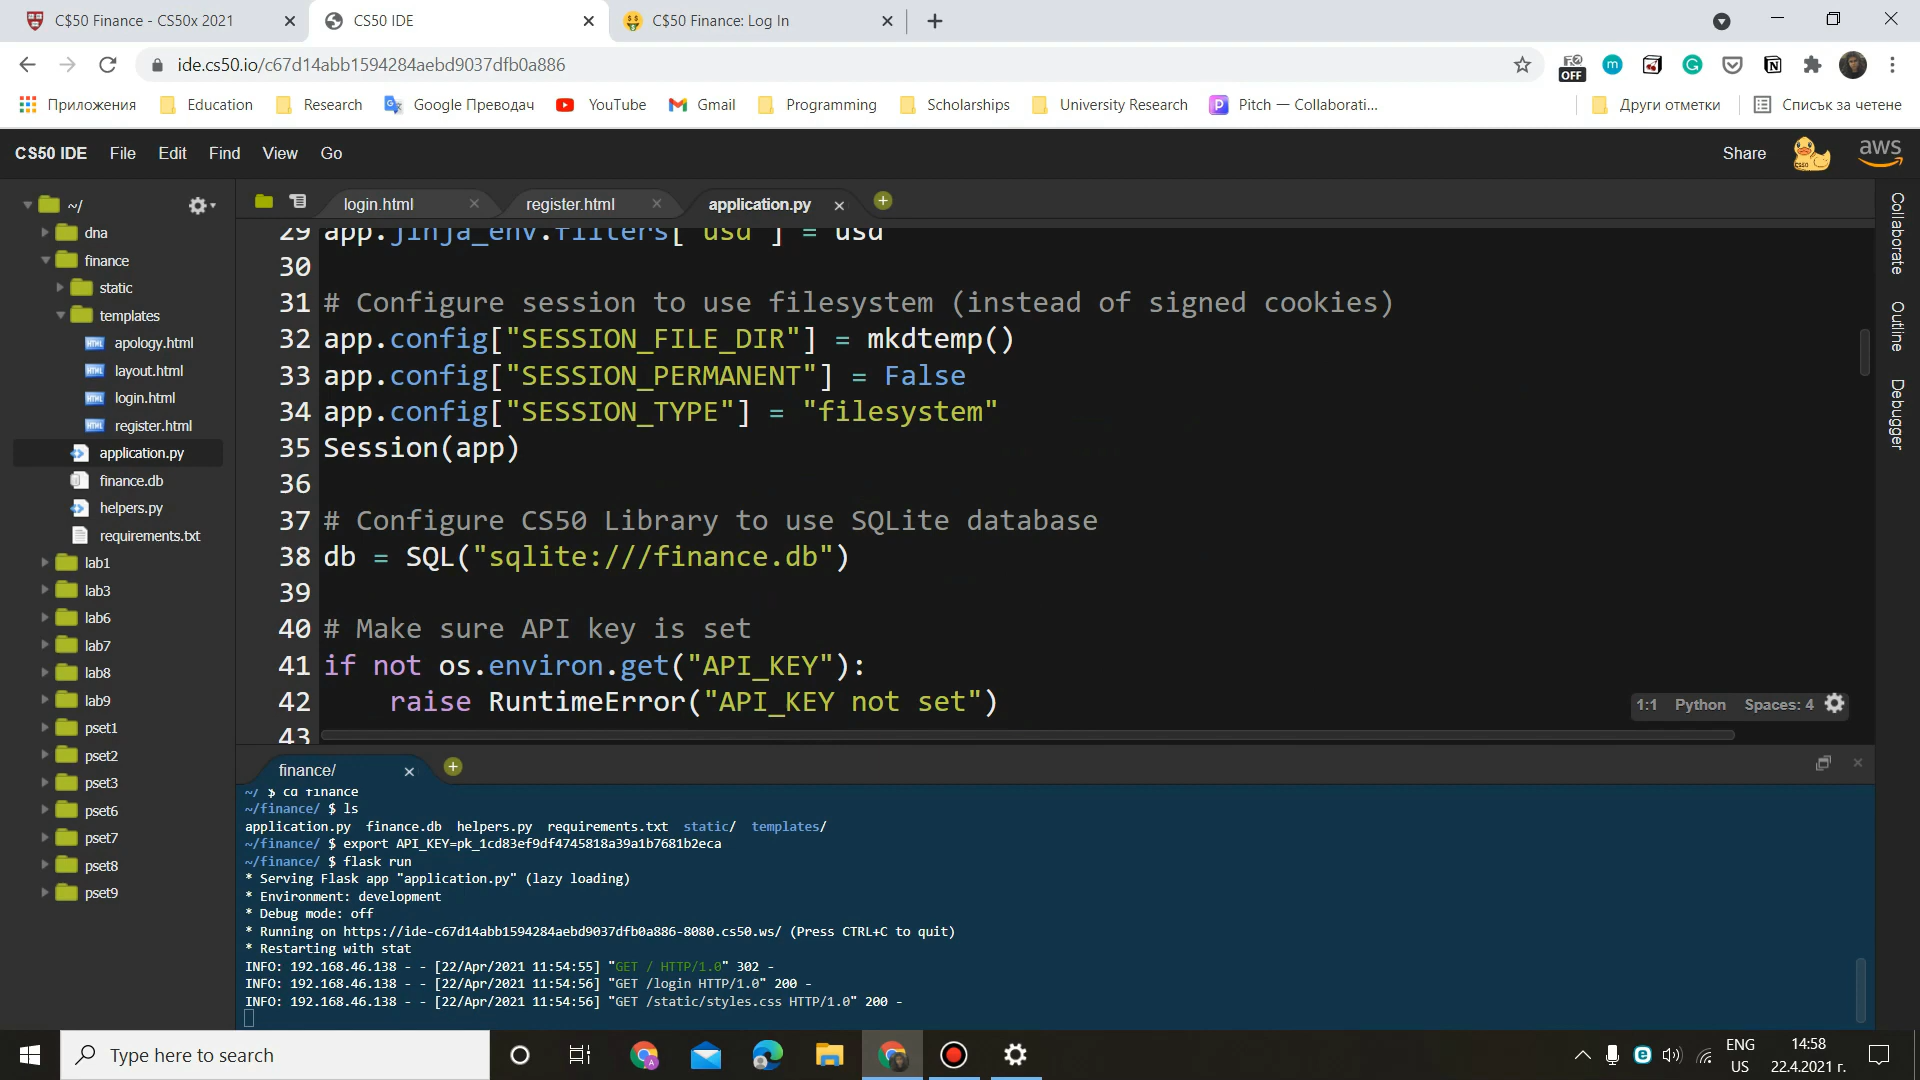 C$50 Finance - CS50x 2021
CS50 IDE
C$50 Finance: Log In
ide.cs50.io/c67d14abb1594284aebd9037dfb0a886
OFF
Приложения
Education
Research
Google Преводач
YouTube
Gmail
Programming
Scholarships
University Research
Pitch — Collaborati...
Други отметки
Списък за четене
CS50 IDE File Edit Find View Go
Share
aws
~/
dna
finance
static
templates
apology.html
layout.html
login.html
register.html
application.py
finance.db
helpers.py
requirements.txt
lab1
lab3
lab6
lab7
lab8
lab9
pset1
pset2
pset3
pset6
pset7
pset8
pset9
login.html
register.html
application.py
29 app.jinja_env.filters["usd"] = usd
30
31 # Configure session to use filesystem (instead of signed cookies)
32 app.config["SESSION_FILE_DIR"] = mkdtemp()
33 app.config["SESSION_PERMANENT"] = False
34 app.config["SESSION_TYPE"] = "filesystem"
35 Session(app)
36
37 # Configure CS50 Library to use SQLite database
38 db = SQL("sqlite:///finance.db")
39
40 # Make sure API key is set
41 if not os.environ.get("API_KEY"):
42     raise RuntimeError("API_KEY not set")
43
1:1 Python Spaces: 4
Collaborate
Outline
Debugger
finance/
~/ $ cd finance
~/finance/ $ ls
application.py finance.db helpers.py requirements.txt static/ templates/
~/finance/ $ export API_KEY=pk_1cd83ef9df4745818a39a1b7681b2eca
~/finance/ $ flask run
* Serving Flask app "application.py" (lazy loading)
* Environment: development
* Debug mode: off
* Running on https://ide-c67d14abb1594284aebd9037dfb0a886-8080.cs50.ws/ (Press CTRL+C to quit)
* Restarting with stat
INFO: 192.168.46.138 - - [22/Apr/2021 11:54:55] "GET / HTTP/1.0" 302 -
INFO: 192.168.46.138 - - [22/Apr/2021 11:54:56] "GET /login HTTP/1.0" 200 -
INFO: 192.168.46.138 - - [22/Apr/2021 11:54:56] "GET /static/styles.css HTTP/1.0" 200 -
Type here to search
ENG
US
14:58
22.4.2021 г.